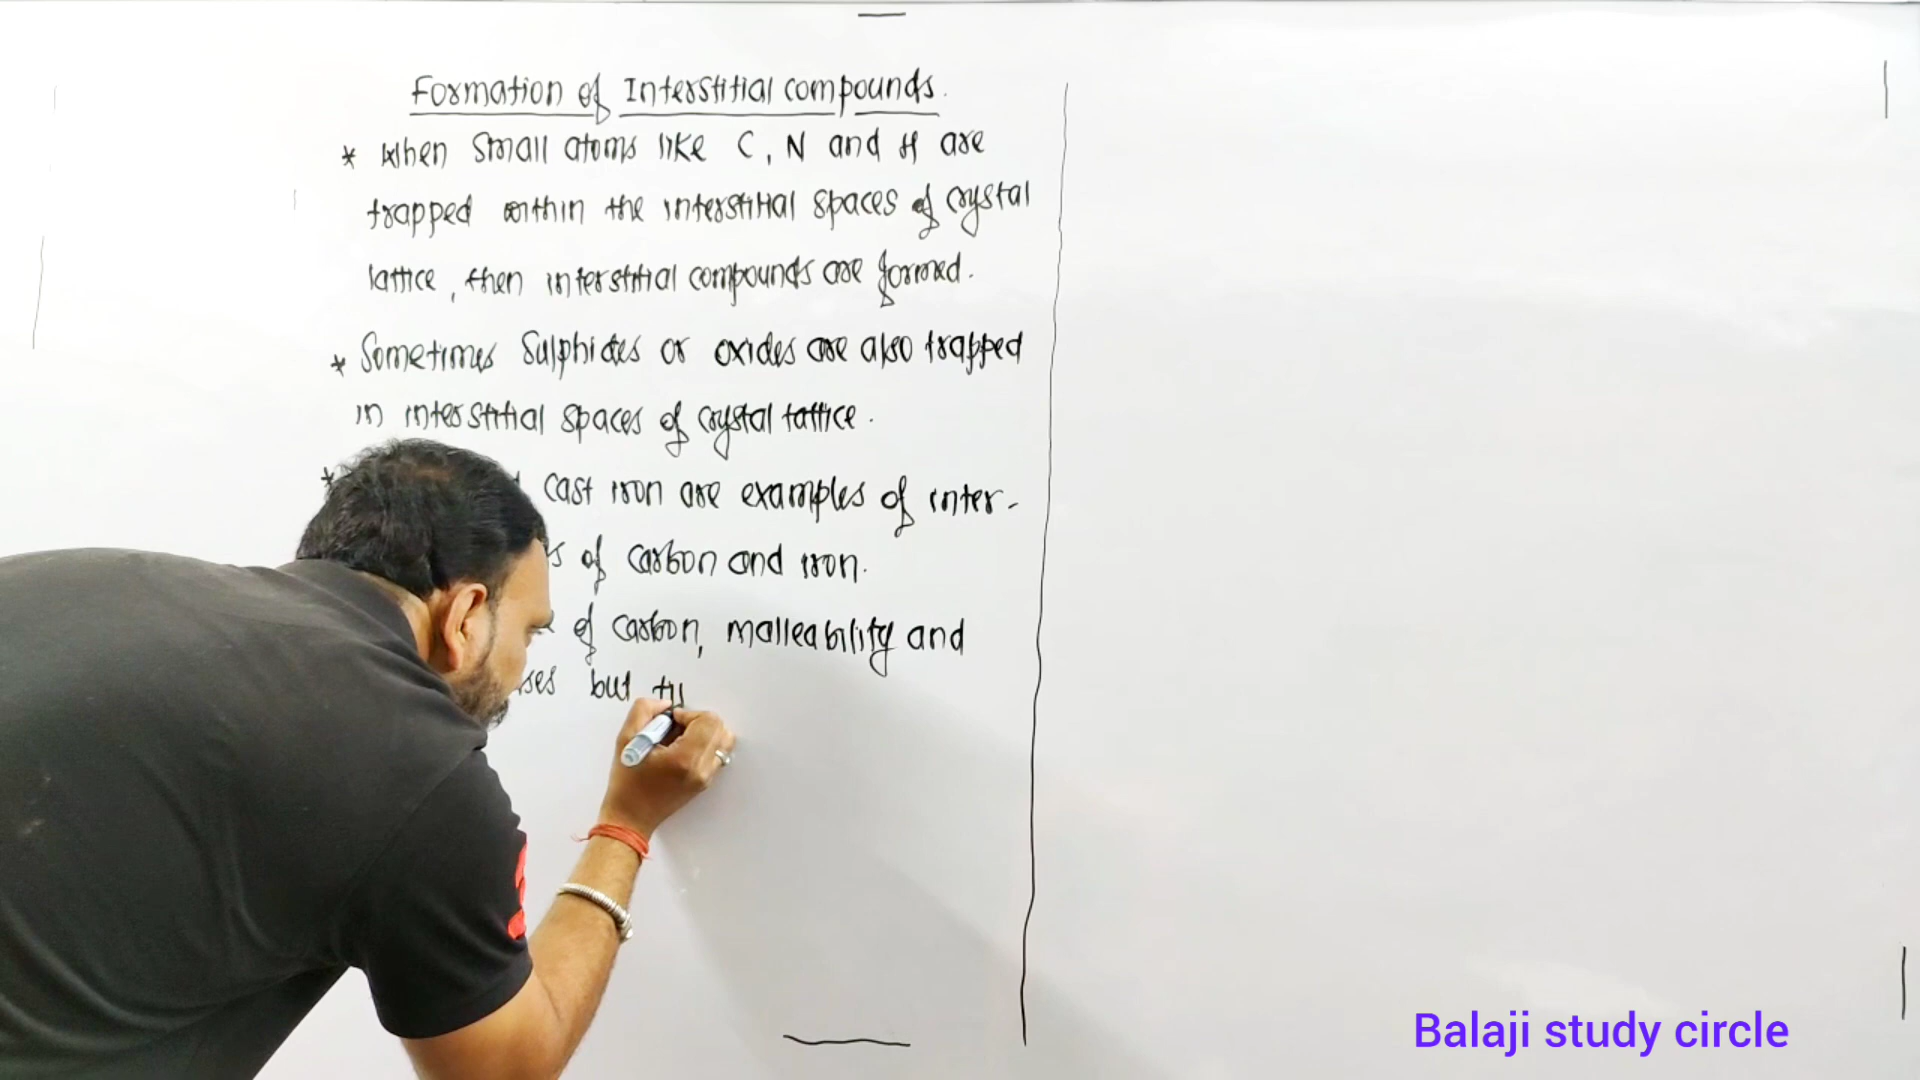 Formation of Interstitial compounds.
* When small atoms like C, N and H are
trapped within the interstitial spaces of crystal
lattice, then interstitial compounds are formed.
* Sometimes Sulphides or oxides are also trapped
in interstitial spaces of crystal lattice.
* cast iron are examples of inter-
of carbon and iron.
of carbon, malleability and
but
Balaji study circle